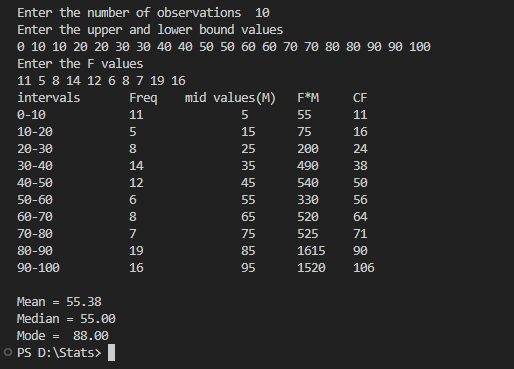 Enter the number of observations  10
Enter the upper and lower bound values
0 10 10 20 20 30 30 40 40 50 50 60 60 70 70 80 80 90 90 100
Enter the F values
11 5 8 14 12 6 8 7 19 16
intervals       Freq    mid values(M)   F*M     CF
0-10            11              5       55      11
10-20           5               15      75      16
20-30           8               25      200     24
30-40           14              35      490     38
40-50           12              45      540     50
50-60           6               55      330     56
60-70           8               65      520     64
70-80           7               75      525     71
80-90           19              85      1615    90
90-100          16              95      1520    106
Mean = 55.38
Median = 55.00
Mode =  88.00
PS D:\Stats>